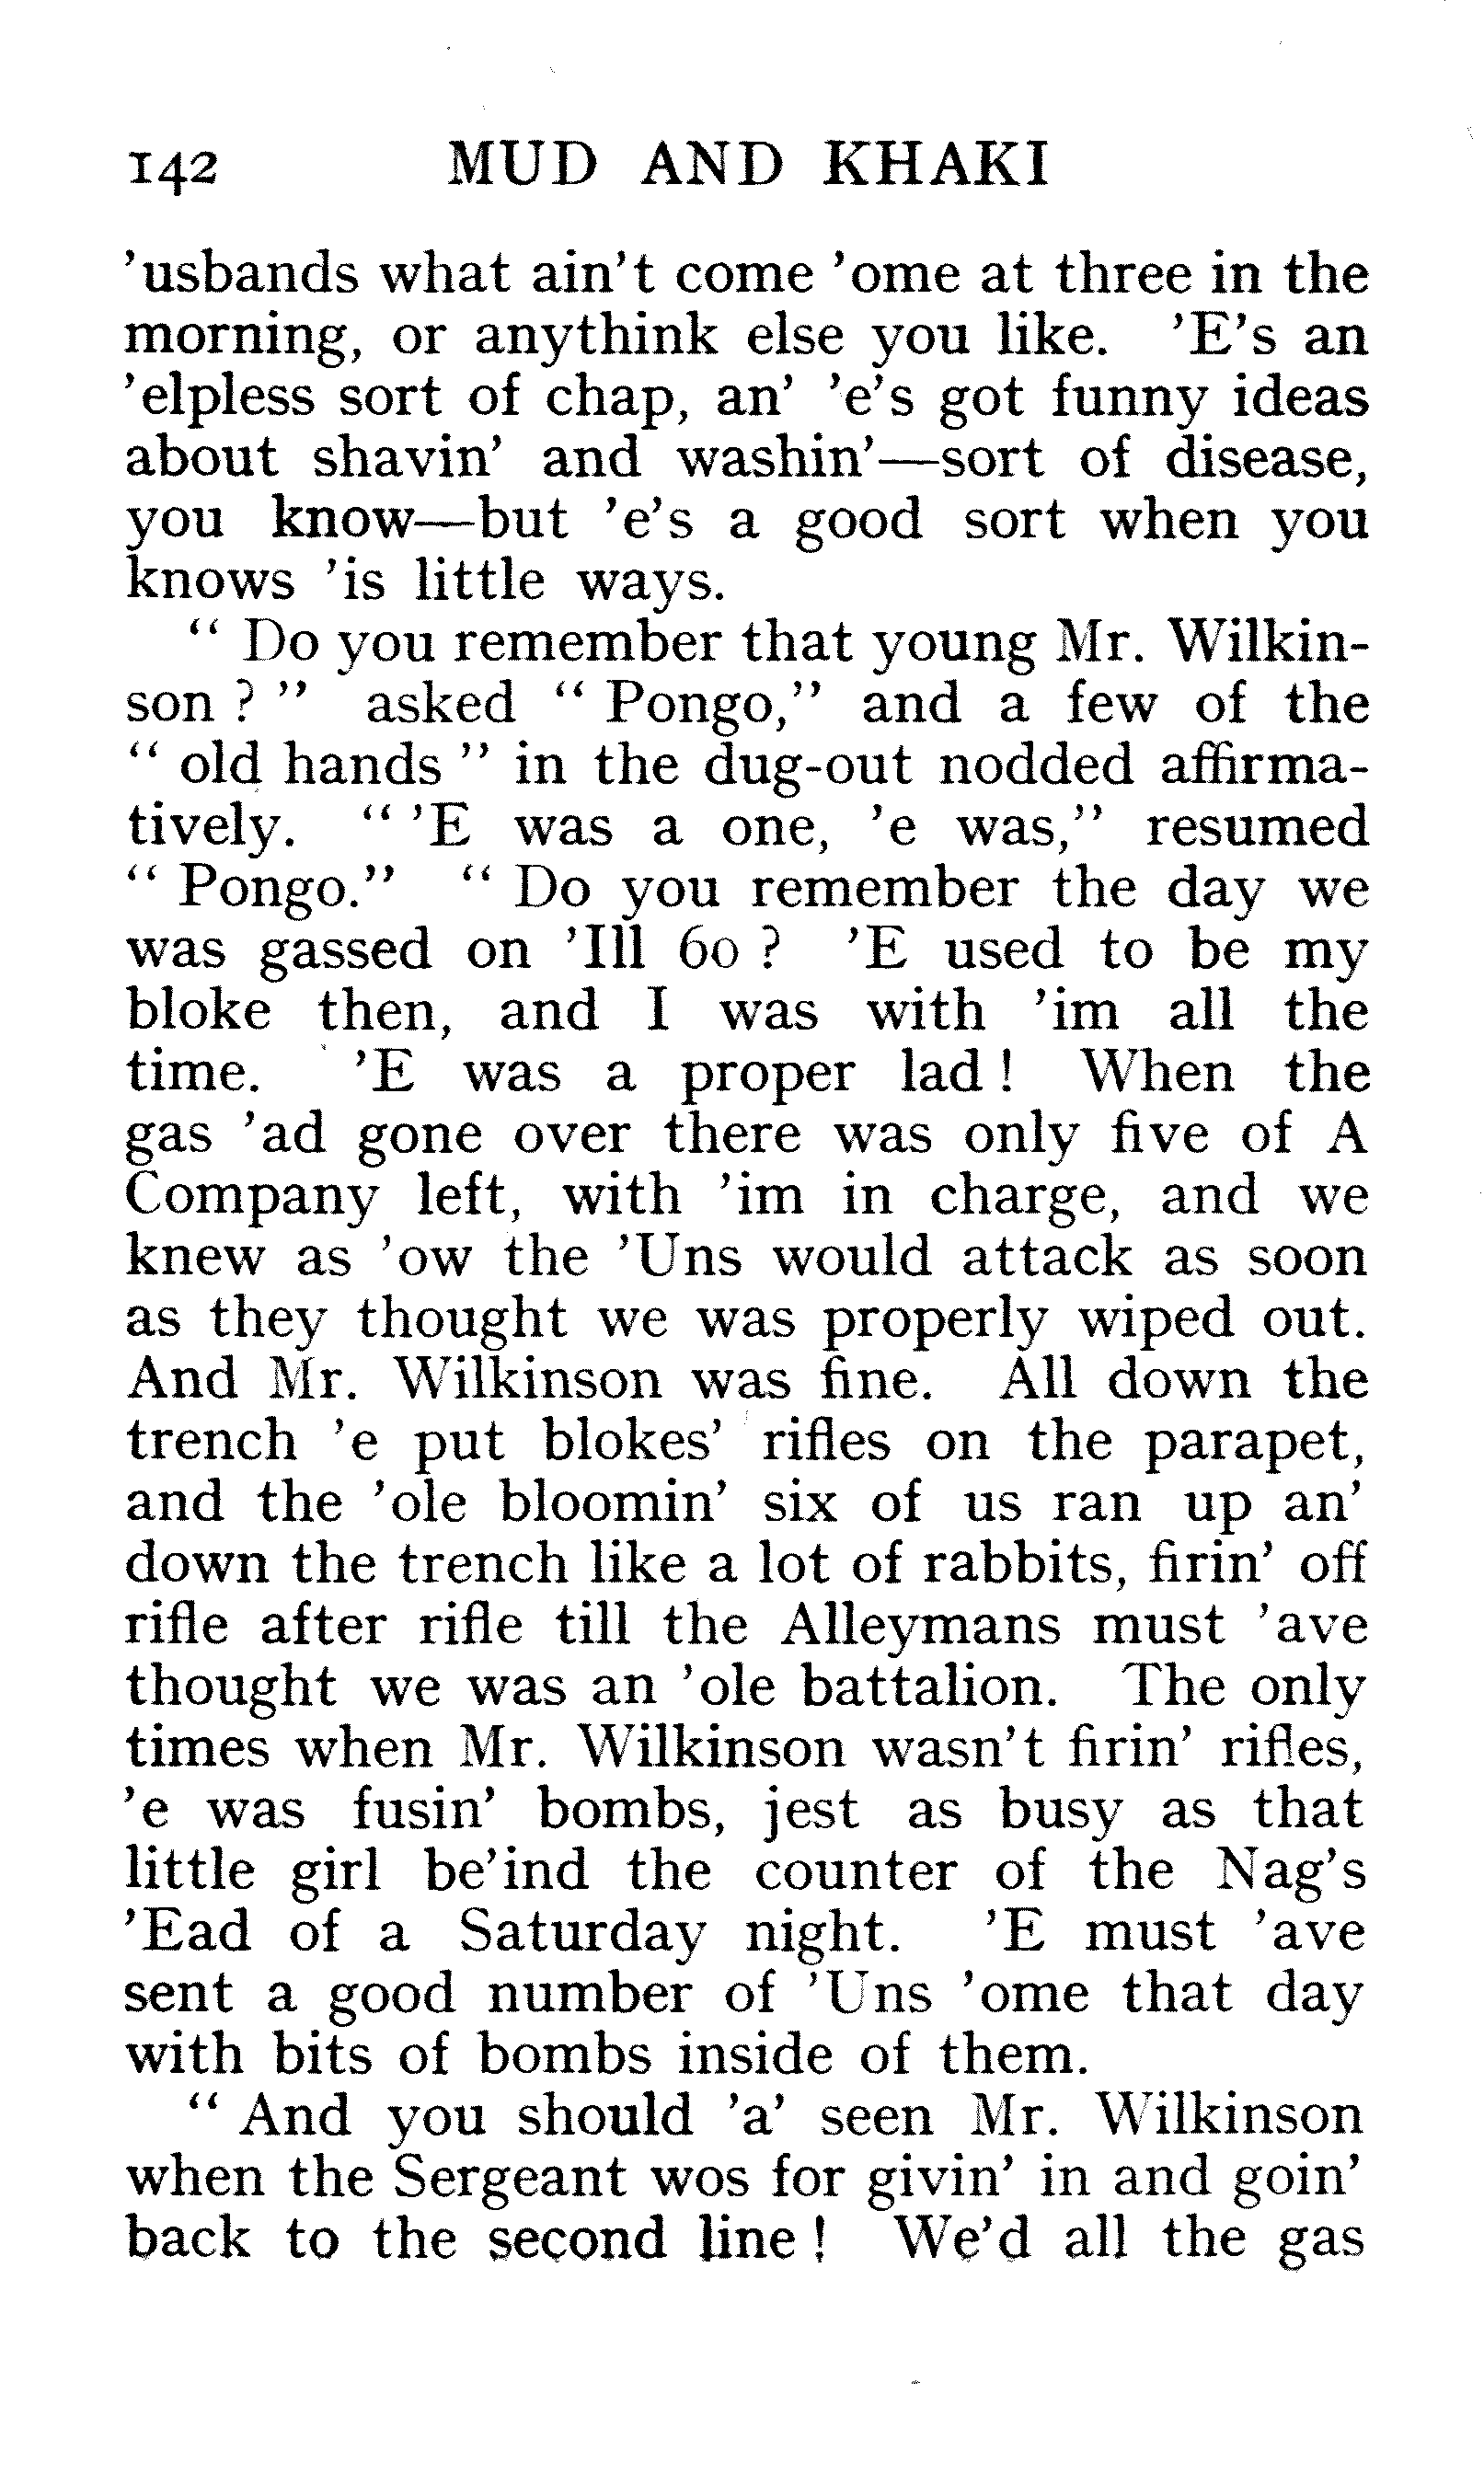 142 MUD AND KHAKI
’usbands what ain’t come ’ome at three in the
morning, or anythink else you like. ’E’s an
’elpless sort of chap, an’ ’e’s got funny ideas
about shavin’ and washin’—sort of disease,
you know—but ’e’s a good sort when you
knows ’is little ways.
“ Do you remember that young Mr. Wilkin-
son ? ” asked “ Pongo,” and a few of the
“ old hands ” in the dug-out nodded affirma-
tively. “ ’E was a one, ’e was,” resumed
“ Pongo.” “ Do you remember the day we
was gassed on ’Ill 60 ? ’E used to be my
bloke then, and I was with ’im all the
time. ’E was a proper lad ! When the
gas ’ad gone over there was only five of A
Company left, with ’im in charge, and we
knew as ’ow the ’Uns would attack as soon
as they thought we was properly wiped out.
And Mr. Wilkinson was fine. All down the
trench ’e put blokes’ rifles on the parapet,
and the ’ole bloomin’ six of us ran up an’
down the trench like a lot of rabbits, firin’ off
rifle after rifle till the Alleymans must ’ave
thought we was an ’ole battalion. The only
times when Mr. Wilkinson wasn’t firin’ rifles,
’e was fusin’ bombs, jest as busy as that
little girl be’ind the counter of the Nag’s
’Ead of a Saturday night. ’E must ’ave
sent a good number of ’Uns ’ome that day
with bits of bombs inside of them.
“ And you should ’a’ seen Mr. Wilkinson
when the Sergeant wos for givin’ in and goin’
back to the second line ! We’d all the gas